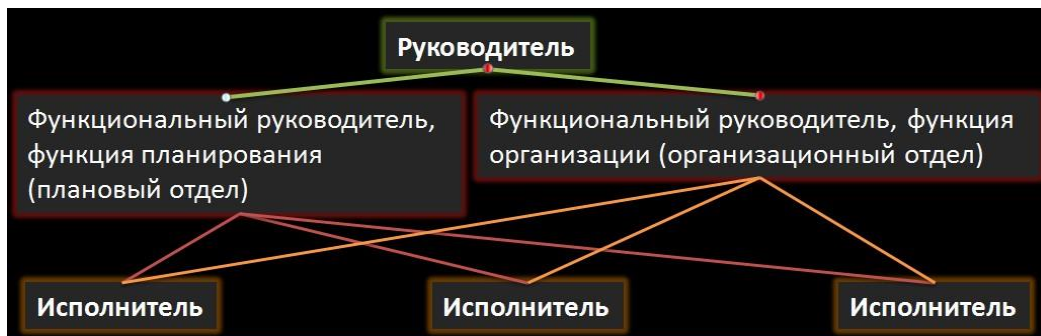 Руководитель
Функциональный руководитель,
функция планирования
(плановый отдел)
Функциональный руководитель, функция
организации (организационный отдел)
Исполнитель
Исполнитель
Исполнитель